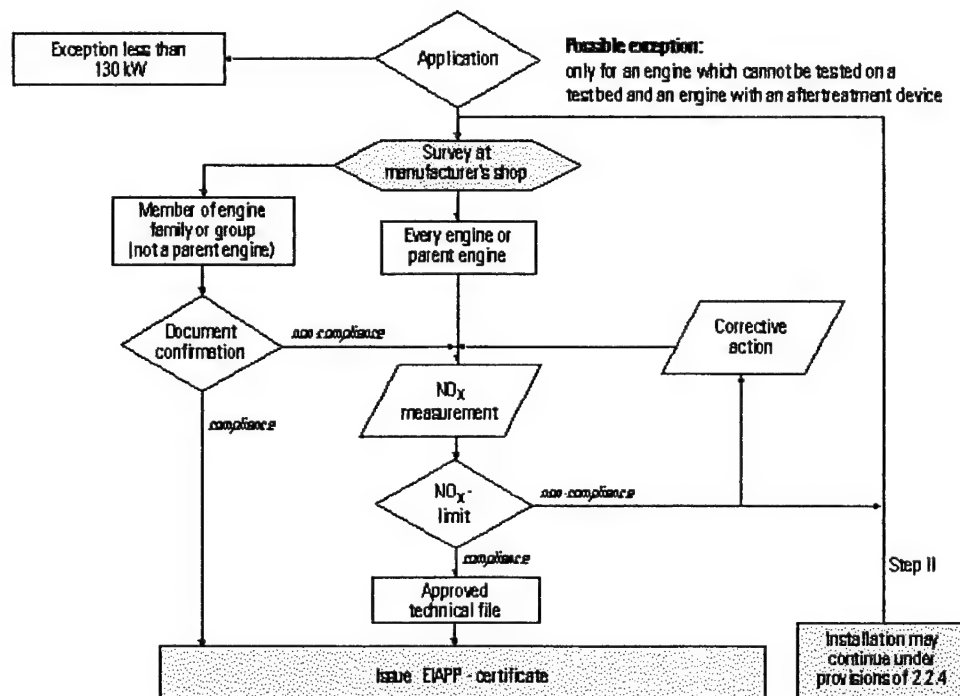 Exception less than
130 kW
Application
Possible exception:
only for an engine which cannot be tested on a
testbed and an engine with an aftertreatment device
Survey at
manufacturer's shop
Member of engine
family or group
(not a parent engine)
Every engine or
parent engine
Document
confirmation
non-compliance
Corrective
action
NOx
measurement
compliance
NOx-
limit
non-compliance
compliance
Step II
Approved
technical file
Installation may
continue under
provisions of 2.2.4
Issue EIAPP - certificate